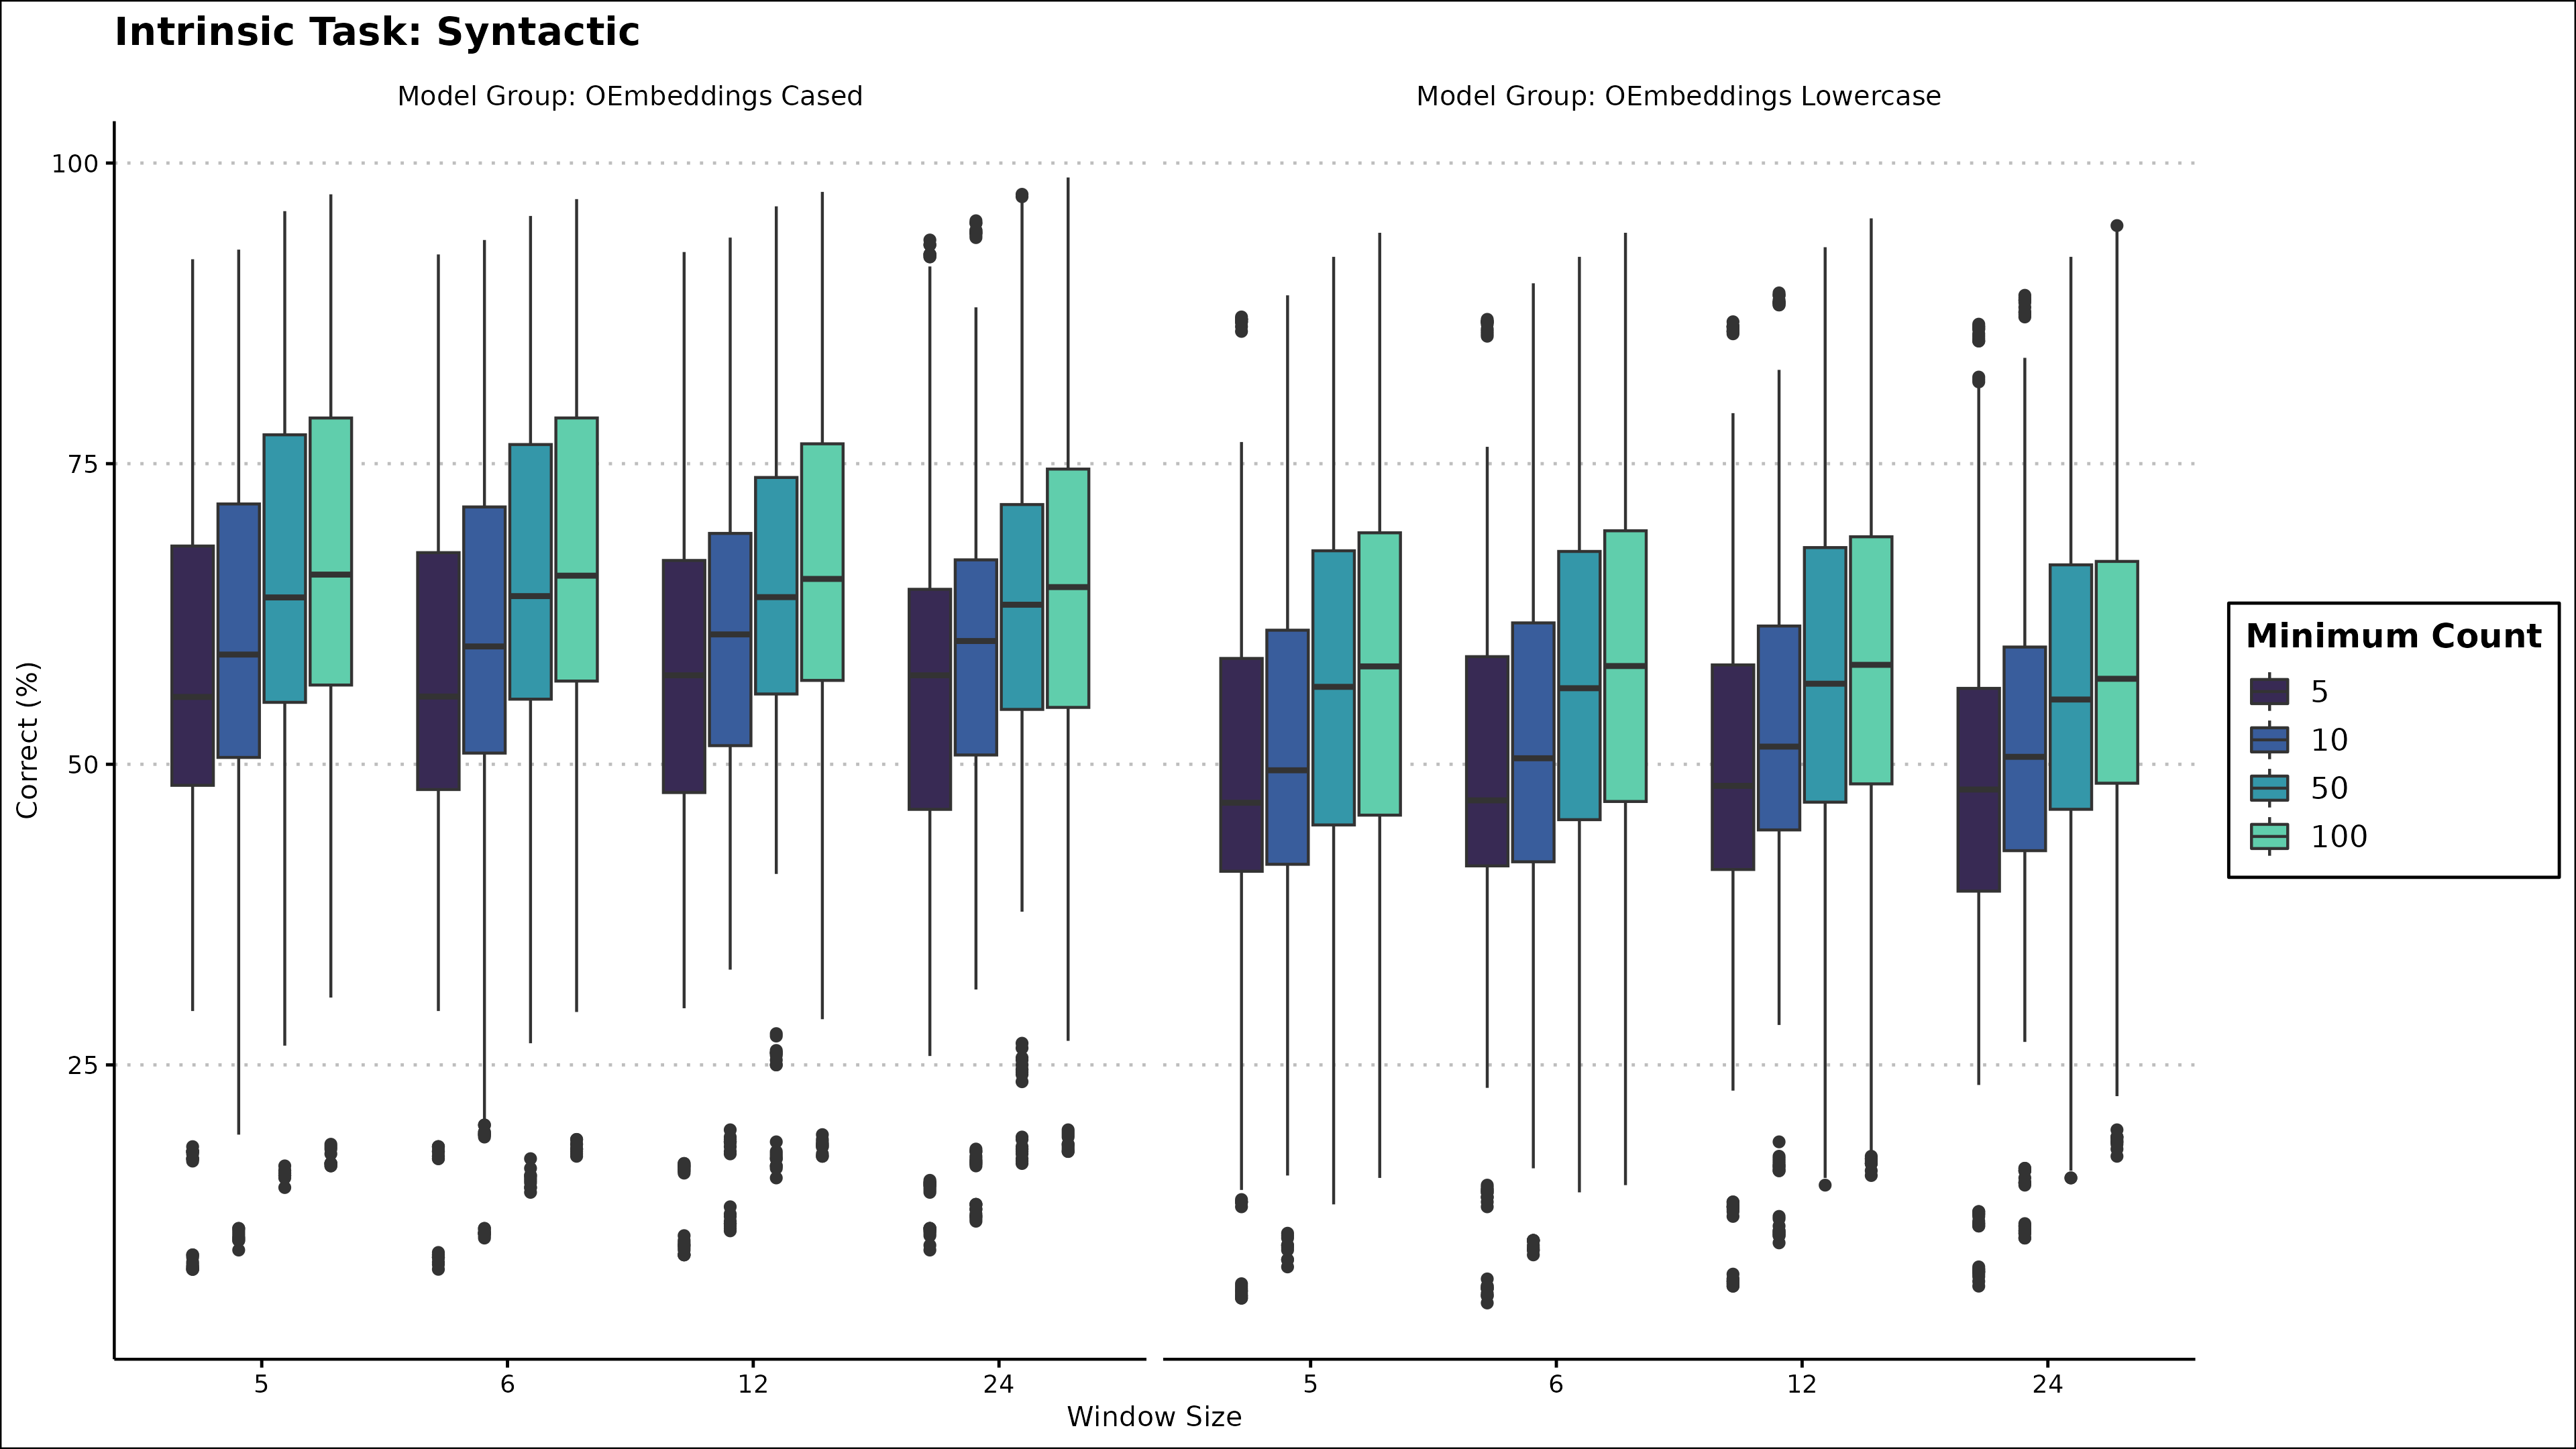 Intrinsic Task: Syntactic
Model Group: OEmbeddings Cased
Model Group: OEmbeddings Lowercase
100
75
50
25
Correct (%)
5
6
12
24
5
6
12
24
Window Size
Minimum Count
5
10
50
100